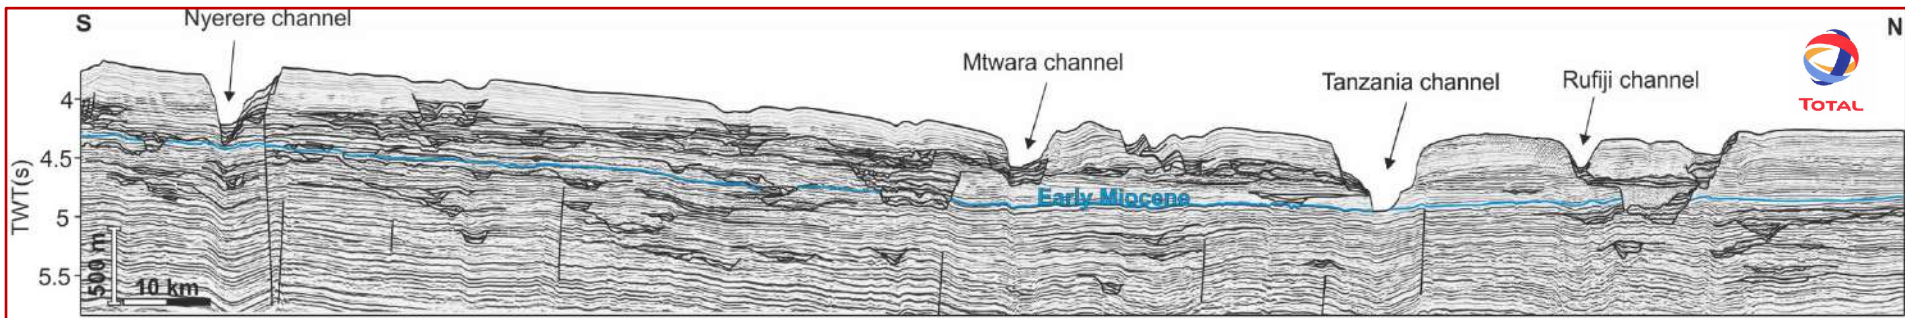 Nyerere channel
S
N
Mtwara channel
Tanzania channel
Rufiji channel
TOTAL
4
4.5
5
5.5
TWT(s)
Early Miocene
500 m
10 km